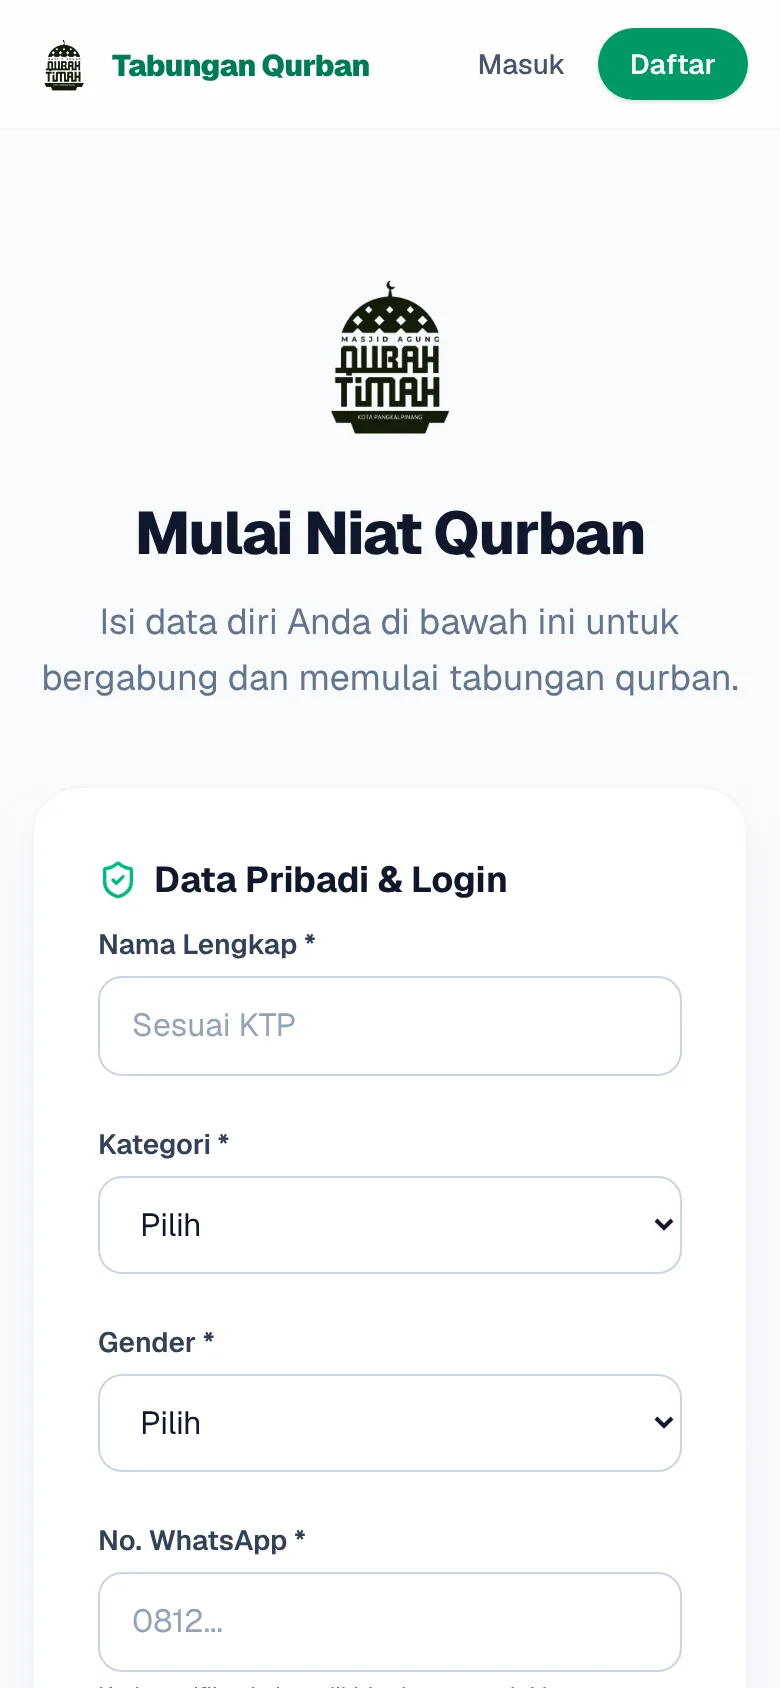 QUBAH
TIMAH
Tabungan Qurban
Masuk
Daftar
MASJID AGUNG
QUBAH
TIMAH
KOTA PANGKALPINANG
Mulai Niat Qurban
Isi data diri Anda di bawah ini untuk
bergabung dan memulai tabungan qurban.
Data Pribadi & Login
Nama Lengkap *
Sesuai KTP
Kategori *
Pilih
Gender *
Pilih
No. WhatsApp *
0812...